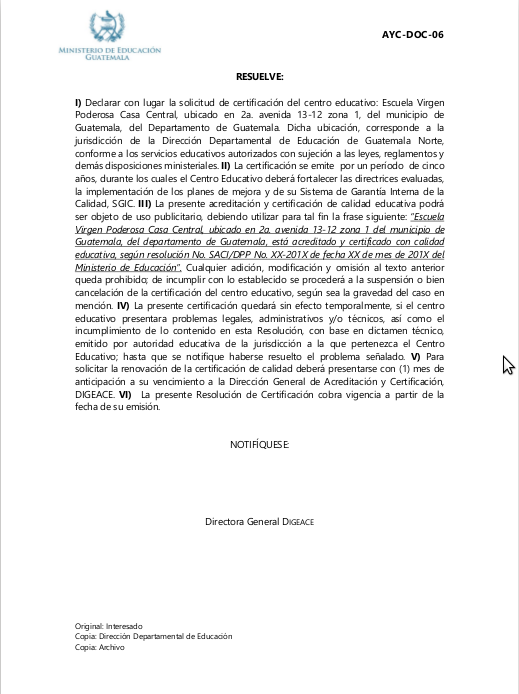 MINISTERIO DE EDUCACIÓN
GUATEMALA
AYC-DOC-06
RESUELVE:
I) Declarar con lugar la solicitud de certificación del centro educativo: Escuela Virgen
Poderosa Casa Central, ubicado en 2a. avenida 13-12 zona 1, del municipio de
Guatemala, del Departamento de Guatemala. Dicha ubicación, corresponde a la
jurisdicción de la Dirección Departamental de Educación de Guatemala Norte,
conforme a los servicios educativos autorizados con sujeción a las leyes, reglamentos y
demás disposiciones ministeriales. II) La certificación se emite por un período de cinco
años, durante los cuales el Centro Educativo deberá fortalecer las directrices evaluadas,
la implementación de los planes de mejora y de su Sistema de Garantía Interna de la
Calidad, SGIC. III) La presente acreditación y certificación de calidad educativa podrá
ser objeto de uso publicitario, debiendo utilizar para tal fin la frase siguiente: "Escuela
Virgen Poderosa Casa Central, ubicado en 2a. avenida 13-12 zona 1 del municipio de
Guatemala, del departamento de Guatemala, está acreditado y certificado con calidad
educativa, según resolución No. SACI/DPP No. XX-201X de fecha XX de mes de 201X del
Ministerio de Educación". Cualquier adición, modificación y omisión al texto anterior
queda prohibido; de incumplir con lo establecido se procederá a la suspensión o bien
cancelación de la certificación del centro educativo, según sea la gravedad del caso en
mención. IV) La presente certificación quedará sin efecto temporalmente, si el centro
educativo presentara problemas legales, administrativos y/o técnicos, así como el
incumplimiento de lo contenido en esta Resolución, con base en dictamen técnico,
emitido por autoridad educativa de la jurisdicción a la que pertenezca el Centro
Educativo; hasta que se notifique haberse resuelto el problema señalado. V) Para
solicitar la renovación de la certificación de calidad deberá presentarse con (1) mes de
anticipación a su vencimiento a la Dirección General de Acreditación y Certificación,
DIGEACE. VI) La presente Resolución de Certificación cobra vigencia a partir de la
fecha de su emisión.
NOTIFÍQUESE:
Directora General DIGEACE
Original: Interesado
Copia: Dirección Departamental de Educación
Copia: Archivo